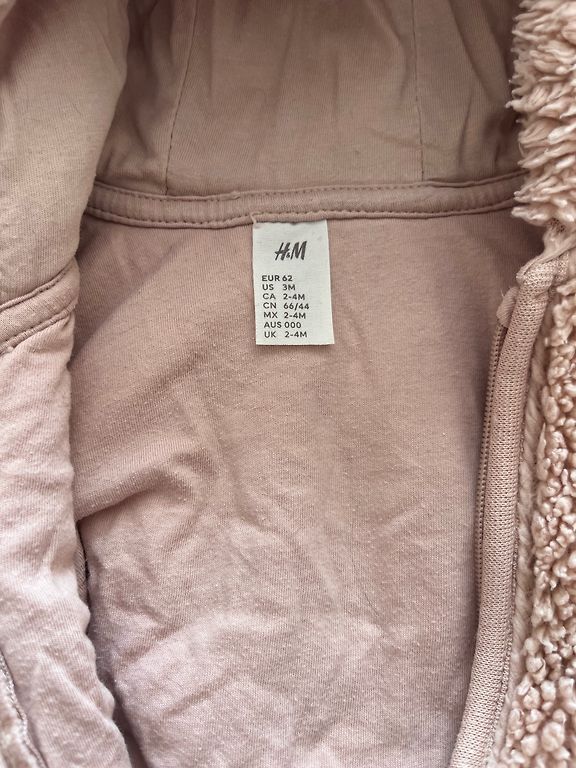 H&M
EUR 62
US 3M
CA 2-4M
CN 66/44
MX 2-4M
AUS 000
UK 2-4M